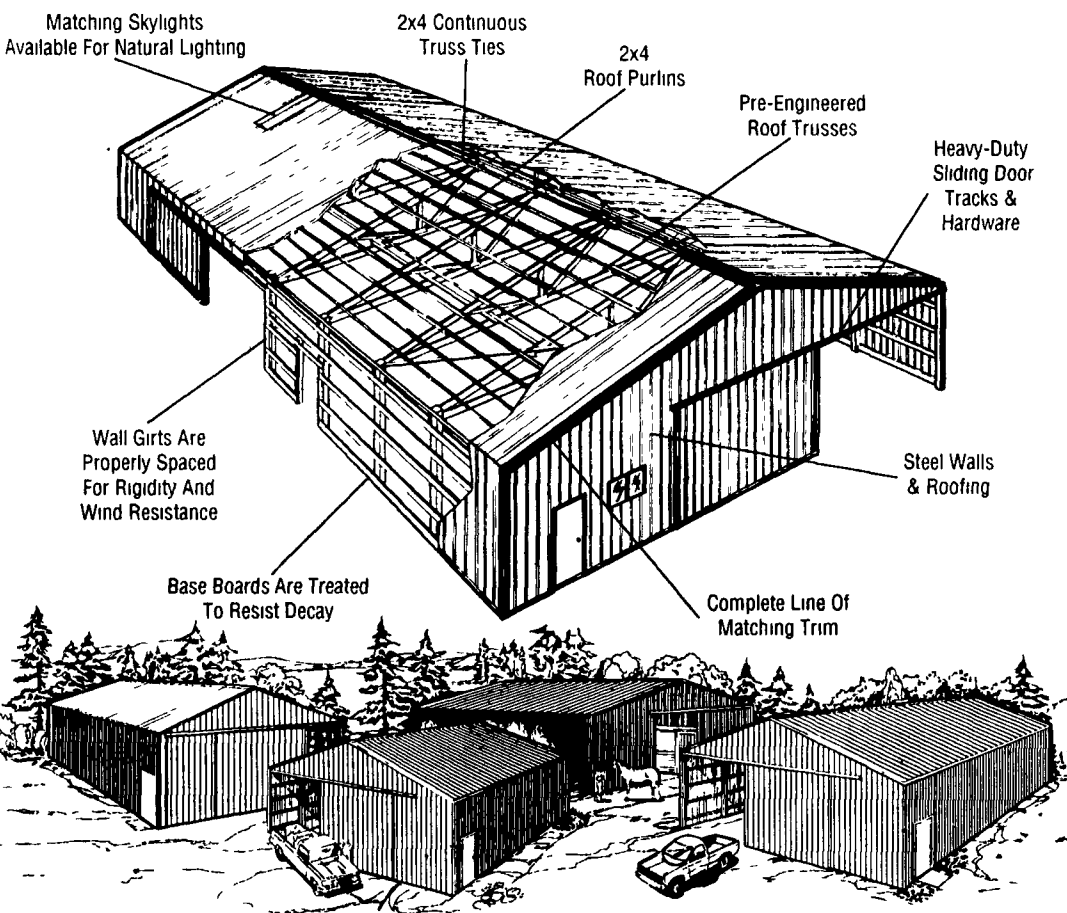 Matching Skylights
Available For Natural Lighting
2x4 Continuous
Truss Ties
2x4
Roof Purlins
Pre-Engineered
Roof Trusses
Heavy-Duty
Sliding Door
Tracks &
Hardware
Wall Girts Are
Properly Spaced
For Rigidity And
Wind Resistance
Steel Walls
& Roofing
Base Boards Are Treated
To Resist Decay
Complete Line Of
Matching Trim